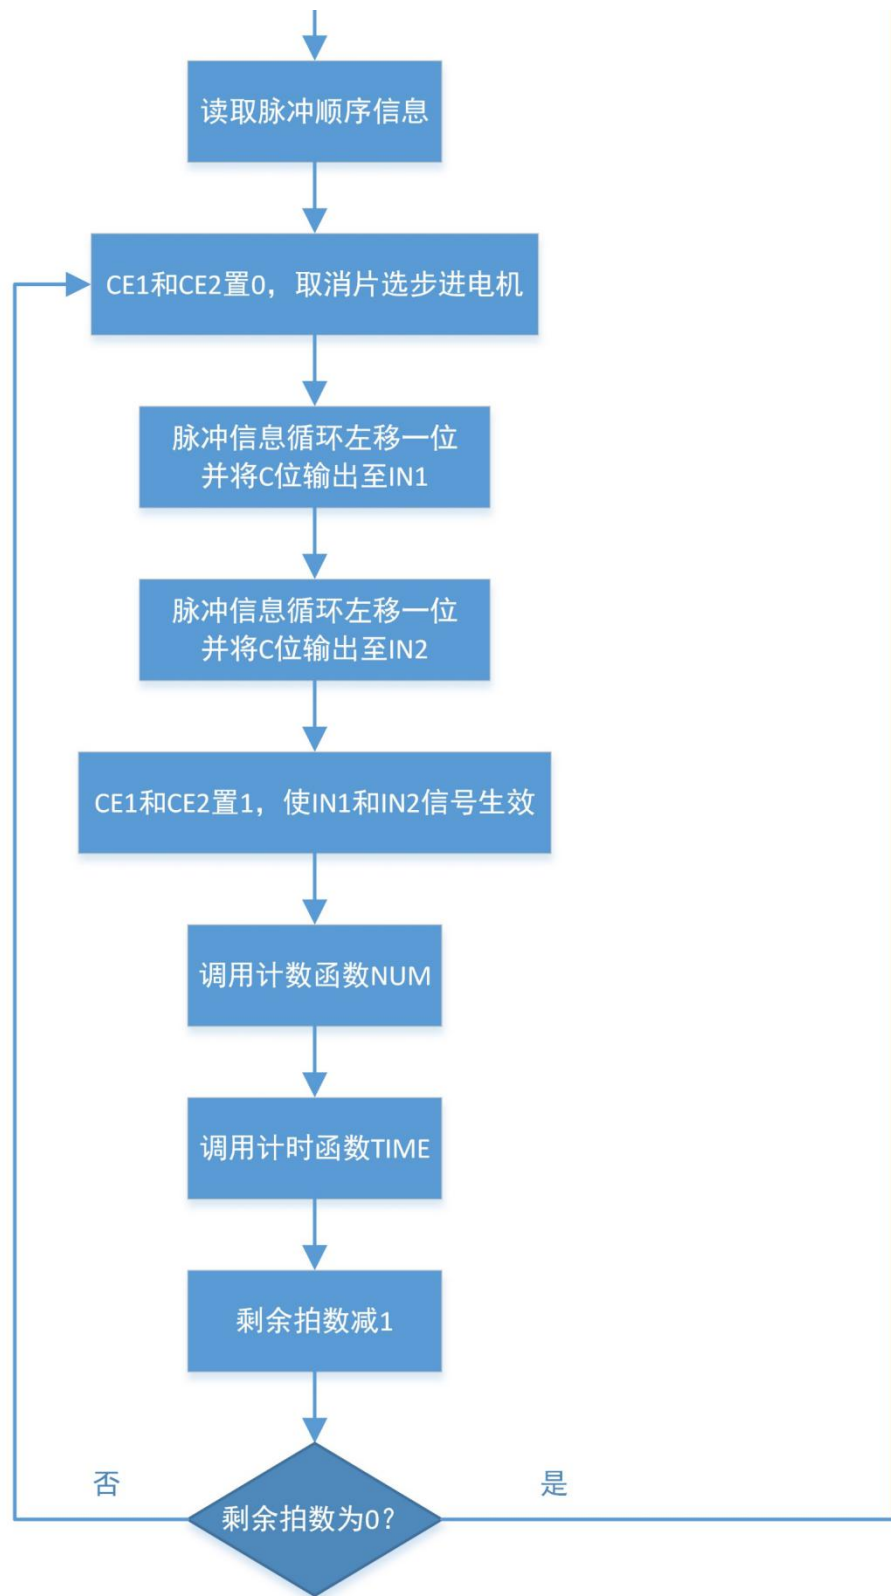 读取脉冲顺序信息
CE1和CE2置0，取消片选步进电机
脉冲信息循环左移一位
并将C位输出至IN1
脉冲信息循环左移一位
并将C位输出至IN2
CE1和CE2置1，使IN1和IN2信号生效
调用计数函数NUM
调用计时函数TIME
剩余拍数减1
否
是
剩余拍数为0？